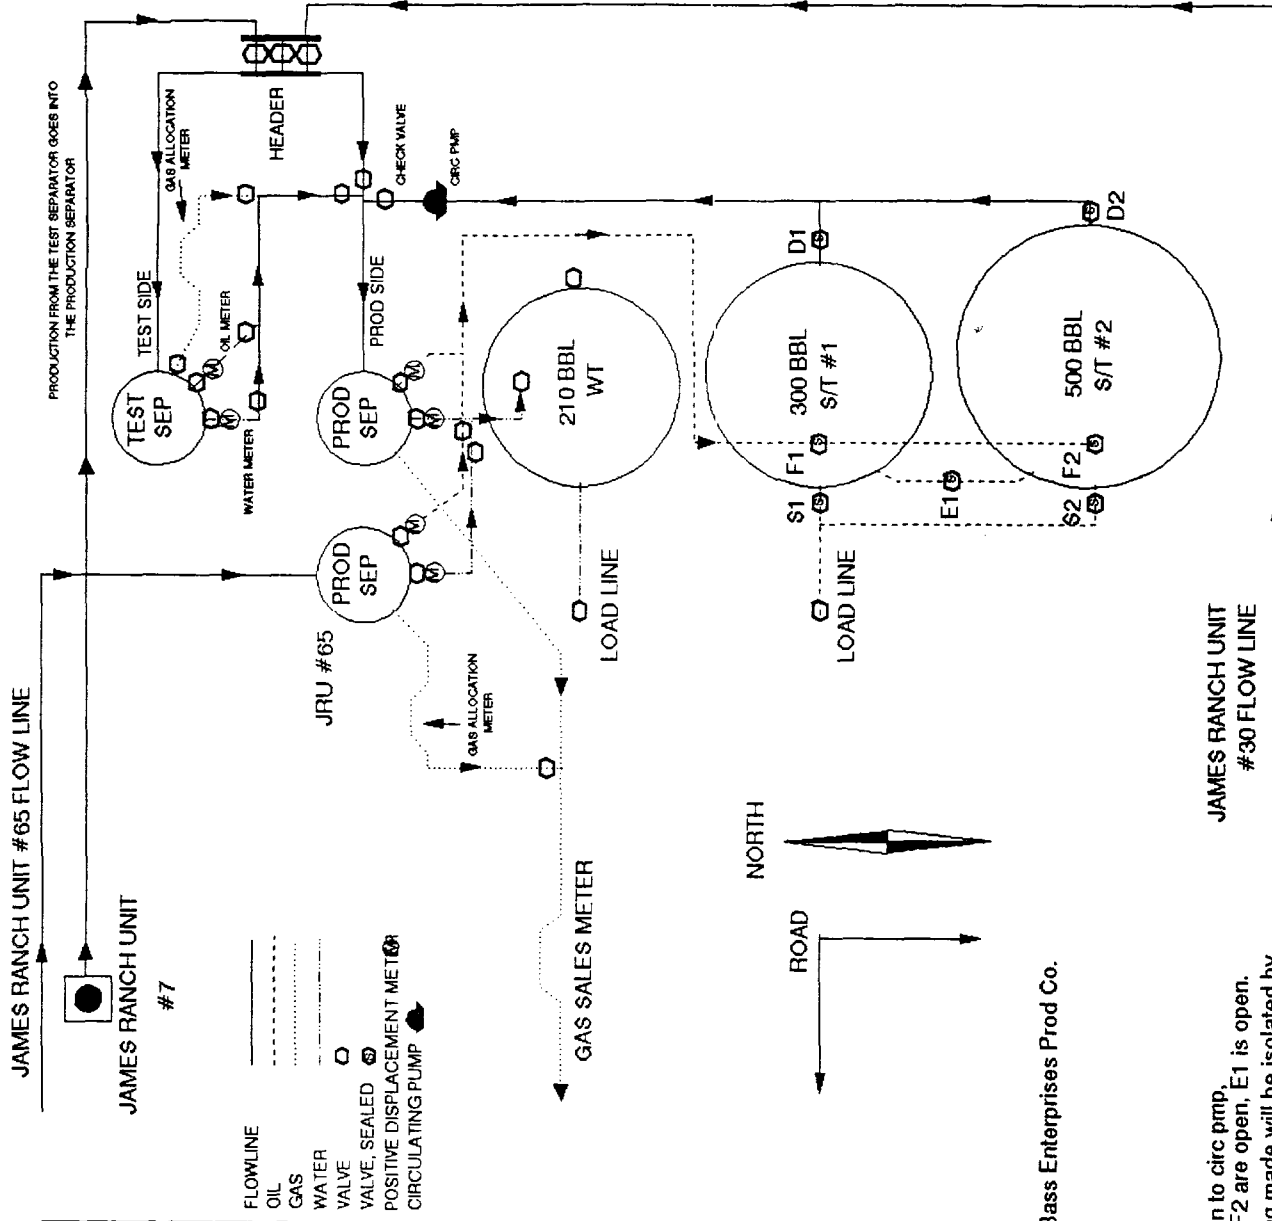 JAMES RANCH UNIT #65 FLOW LINE
JAMES RANCH UNIT
#7
PRODUCTION FROM THE TEST SEPARATOR GOES INTO
THE PRODUCTION SEPARATOR
TEST SIDE
GAS ALLOCATION
METER
HEADER
TEST
SEP
OIL METER
M
M
WATER METER
PROD SIDE
CHECK VALVE
CIRC PMP
PROD
SEP
M
M
JRU #65
PROD
SEP
M
M
GAS ALLOCATION
METER
210 BBL
WT
LOAD LINE
300 BBL
S/T #1
D1
F1
S1
LOAD LINE
E1
500 BBL
S/T #2
D2
F2
S2
GAS SALES METER
FLOWLINE
OIL
GAS
WATER
VALVE
VALVE, SEALED
POSITIVE DISPLACEMENT METER
CIRCULATING PUMP
NORTH
ROAD
JAMES RANCH UNIT
#30 FLOW LINE
Bass Enterprises Prod Co.
n to circ pmp,
F2 are open, E1 is open.
g made will be isolated by